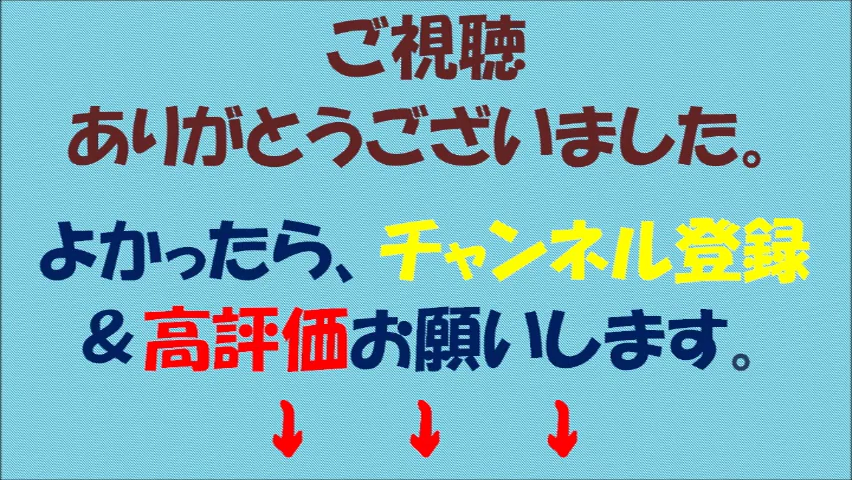 ご視聴
ありがとうございました。
よかったら、チャンネル登録
&高評価お願いします。
↓ ↓ ↓